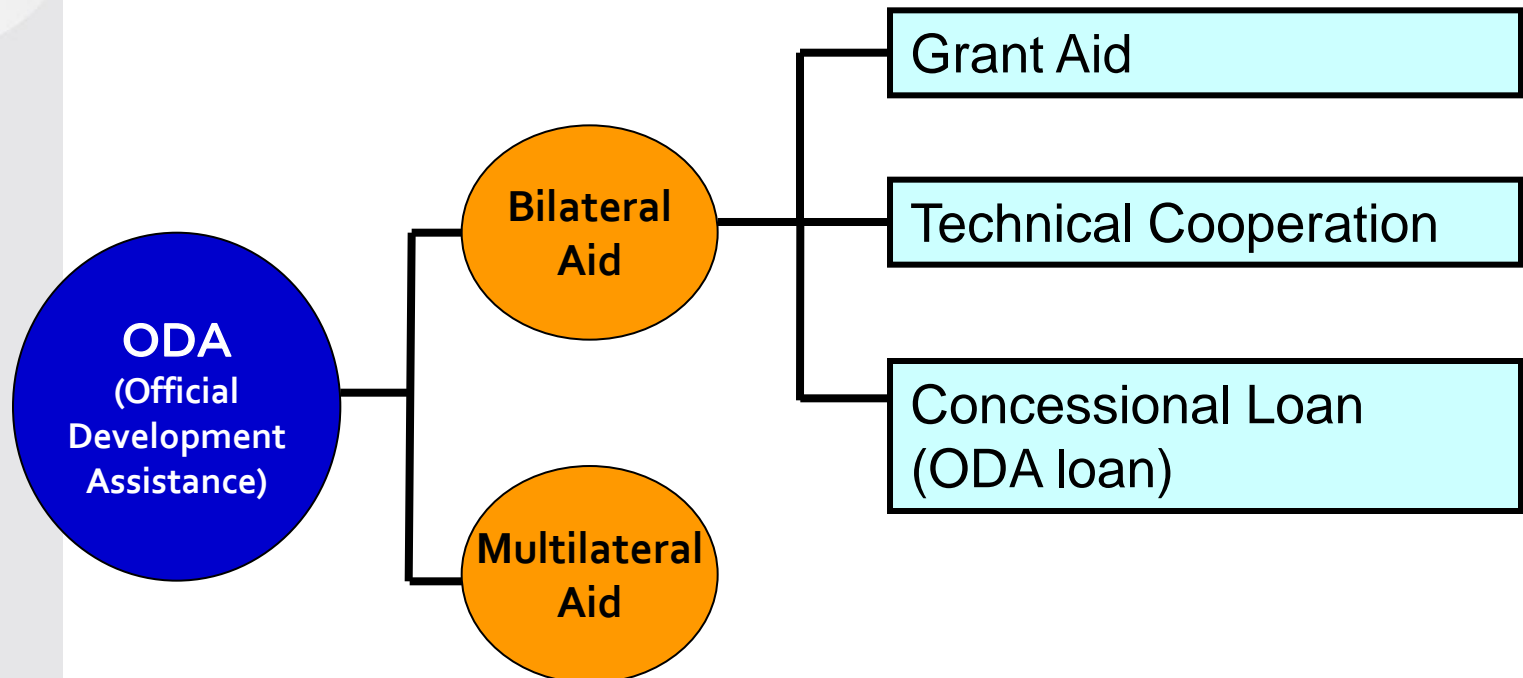 ODA
(Official
Development
Assistance)
Bilateral
Aid
Multilateral
Aid
Grant Aid
Technical Cooperation
Concessional Loan
(ODA loan)